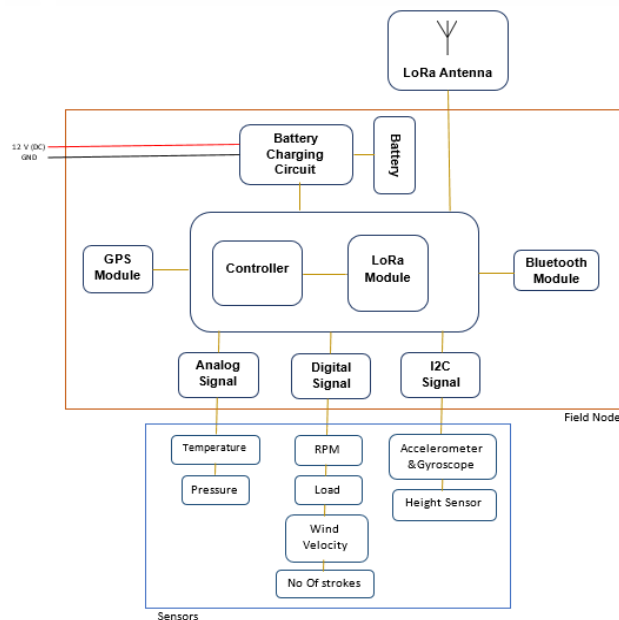 LoRa Antenna
12 V (DC)
GND
Battery
Charging
Circuit
Battery
GPS
Module
Controller
LoRa
Module
Bluetooth
Module
Analog
Signal
Digital
Signal
I2C
Signal
Field Node
Temperature
Pressure
RPM
Load
Wind
Velocity
No Of strokes
Accelerometer
&Gyroscope
Height Sensor
Sensors